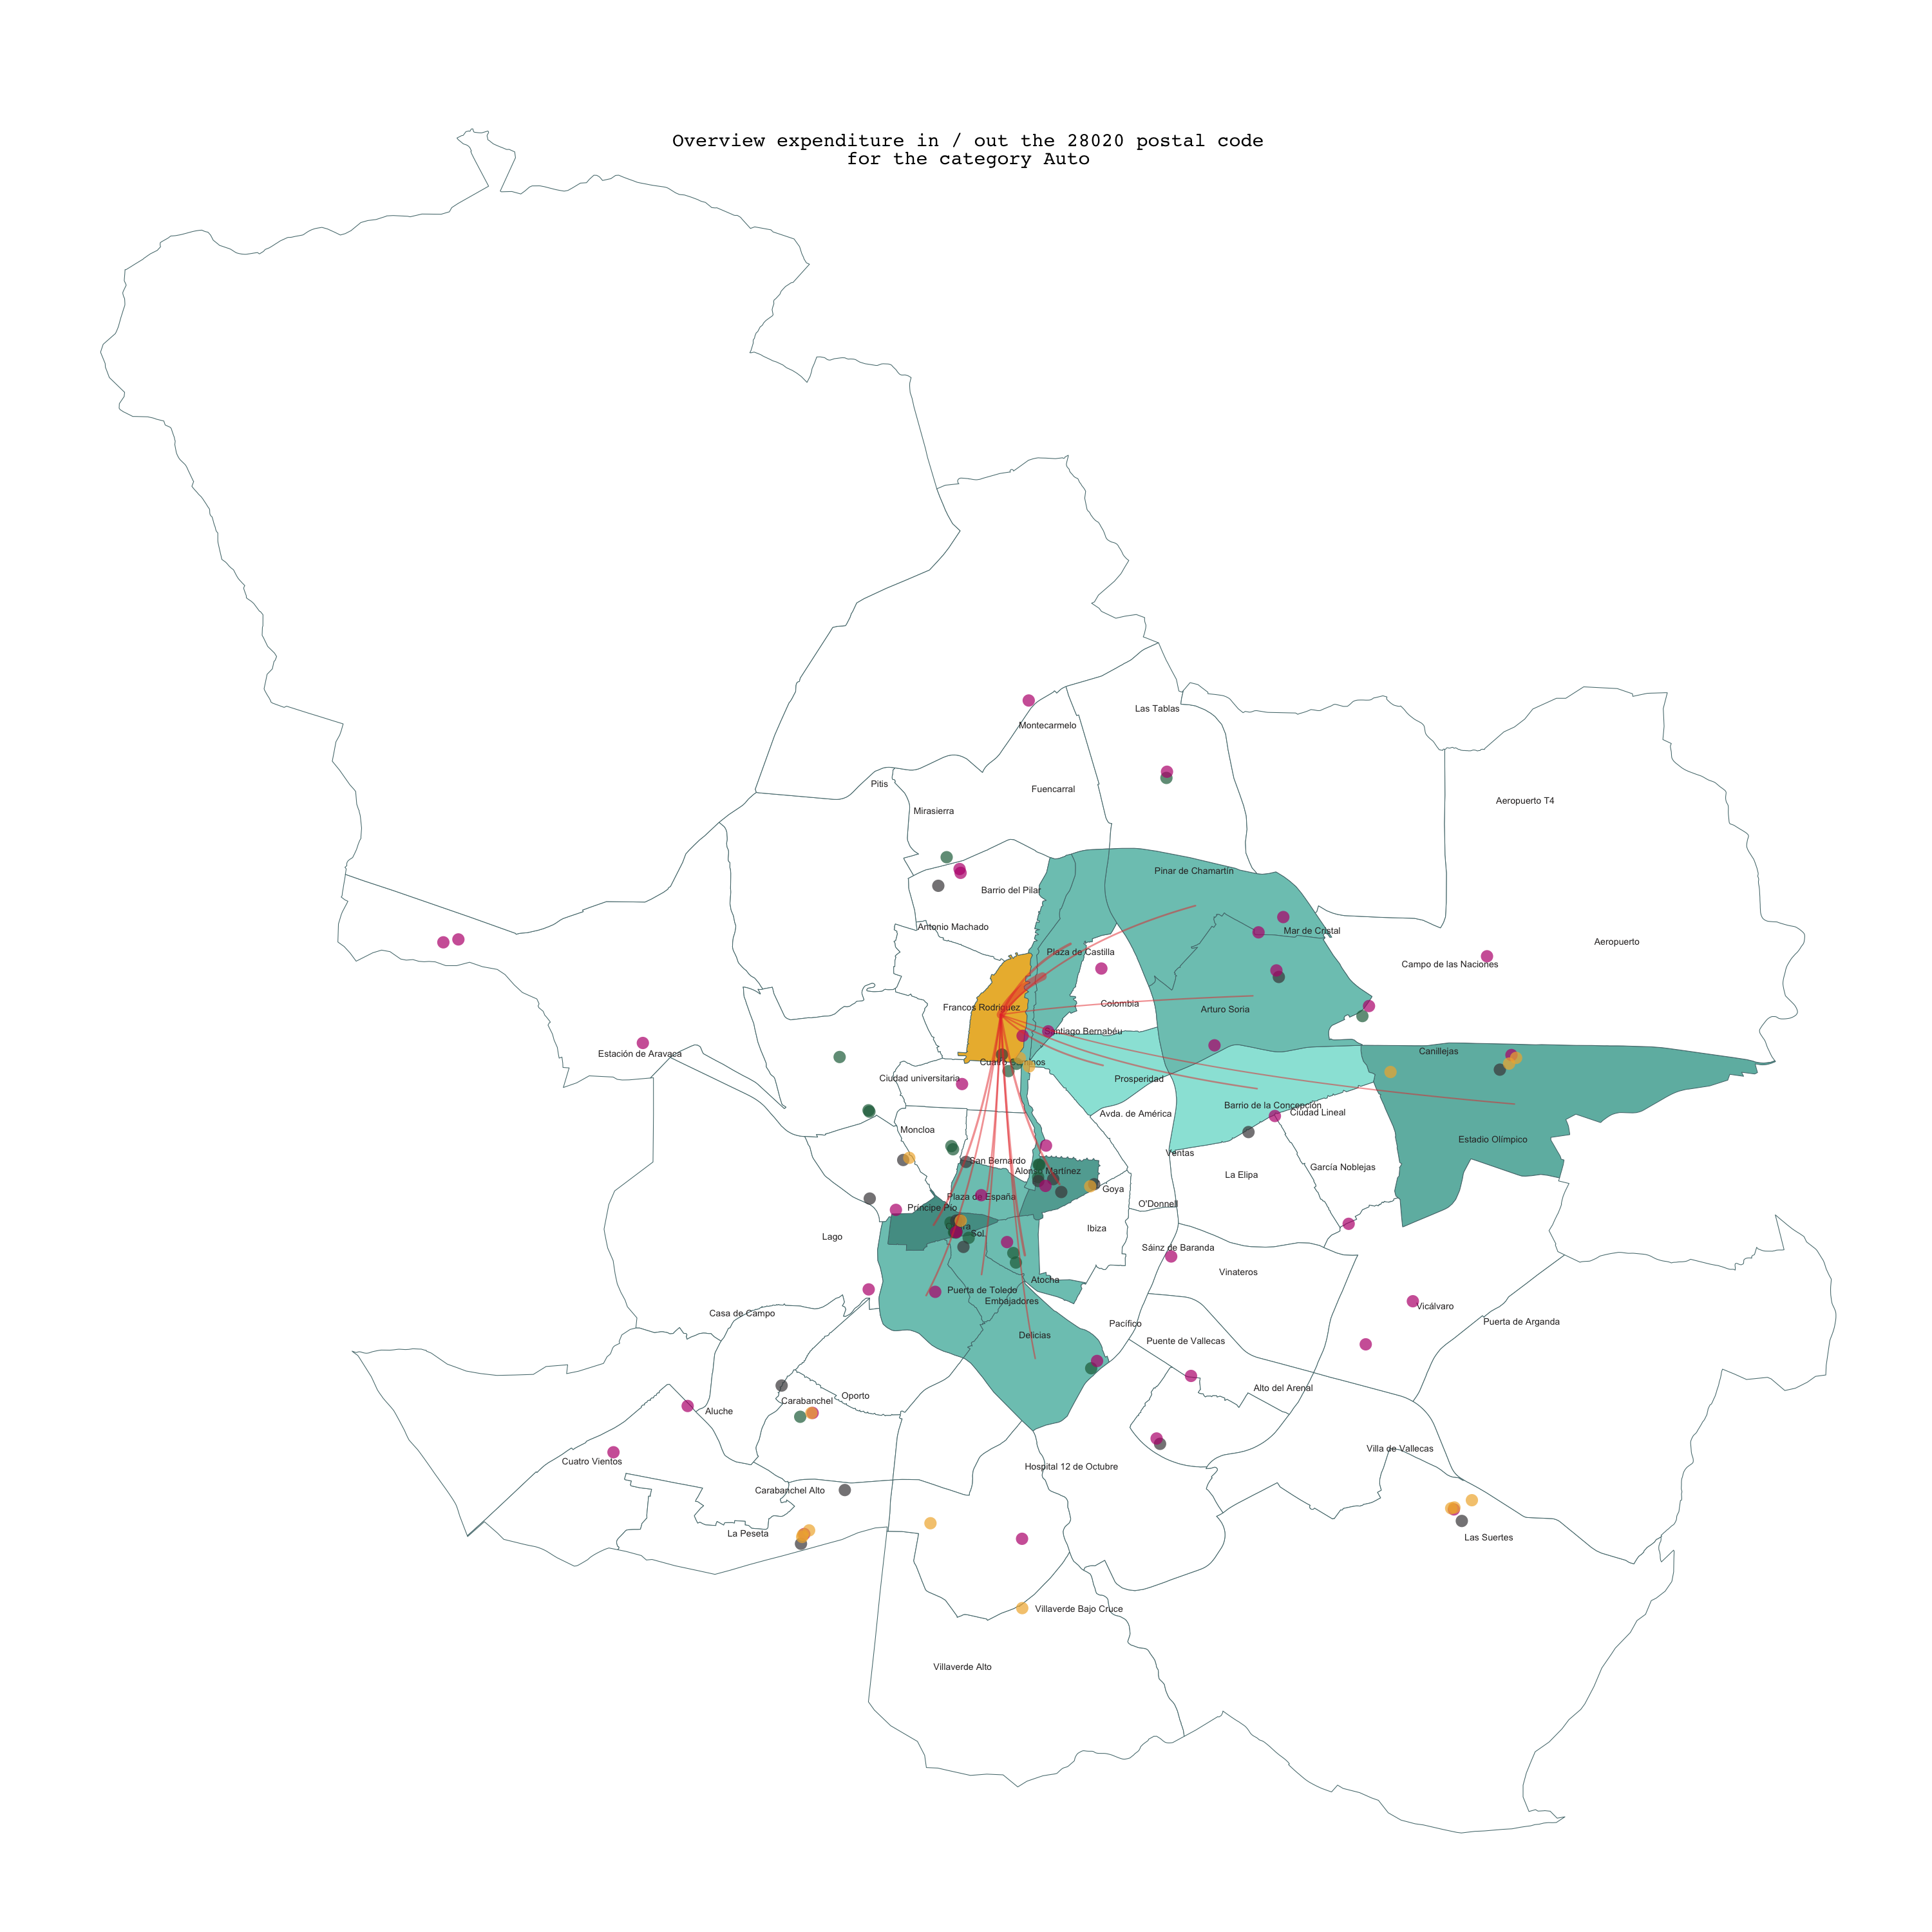 Overview expenditure in / out the 28020 postal code
for the category Auto
Las Tablas
Montecarmelo
Pitis
Fuencarral
Aeropuerto T4
Mirasierra
Pinar de Chamartín
Barrio del Pilar
Antonio Machado
Mar de Cristal
Aeropuerto
Plaza de Castilla
Campo de las Naciones
Francos Rodriguez
Colombia
Arturo Soria
Santiago Bernabéu
Estación de Aravaca
Canillejas
Ciudad universitaria
Prosperidad
Barrio de la Concepción
Ciudad Lineal
Avda. de América
Moncloa
Estadio Olímpico
Ventas
San Bernardo
García Noblejas
Alonso Martinez
La Elipa
Goya
Plaza de España
O'Donnell
Príncipe Pío
Ibiza
Sol
Lago
Sáinz de Baranda
Vinateros
Atocha
Puerta de Toledo
Embajadores
Vicálvaro
Casa de Campo
Puerta de Arganda
Pacífico
Delicias
Puente de Vallecas
Alto del Arenal
Oporto
Carabanchel
Aluche
Villa de Vallecas
Cuatro Vientos
Hospital 12 de Octubre
Carabanchel Alto
La Peseta
Las Suertes
Villaverde Bajo Cruce
Villaverde Alto